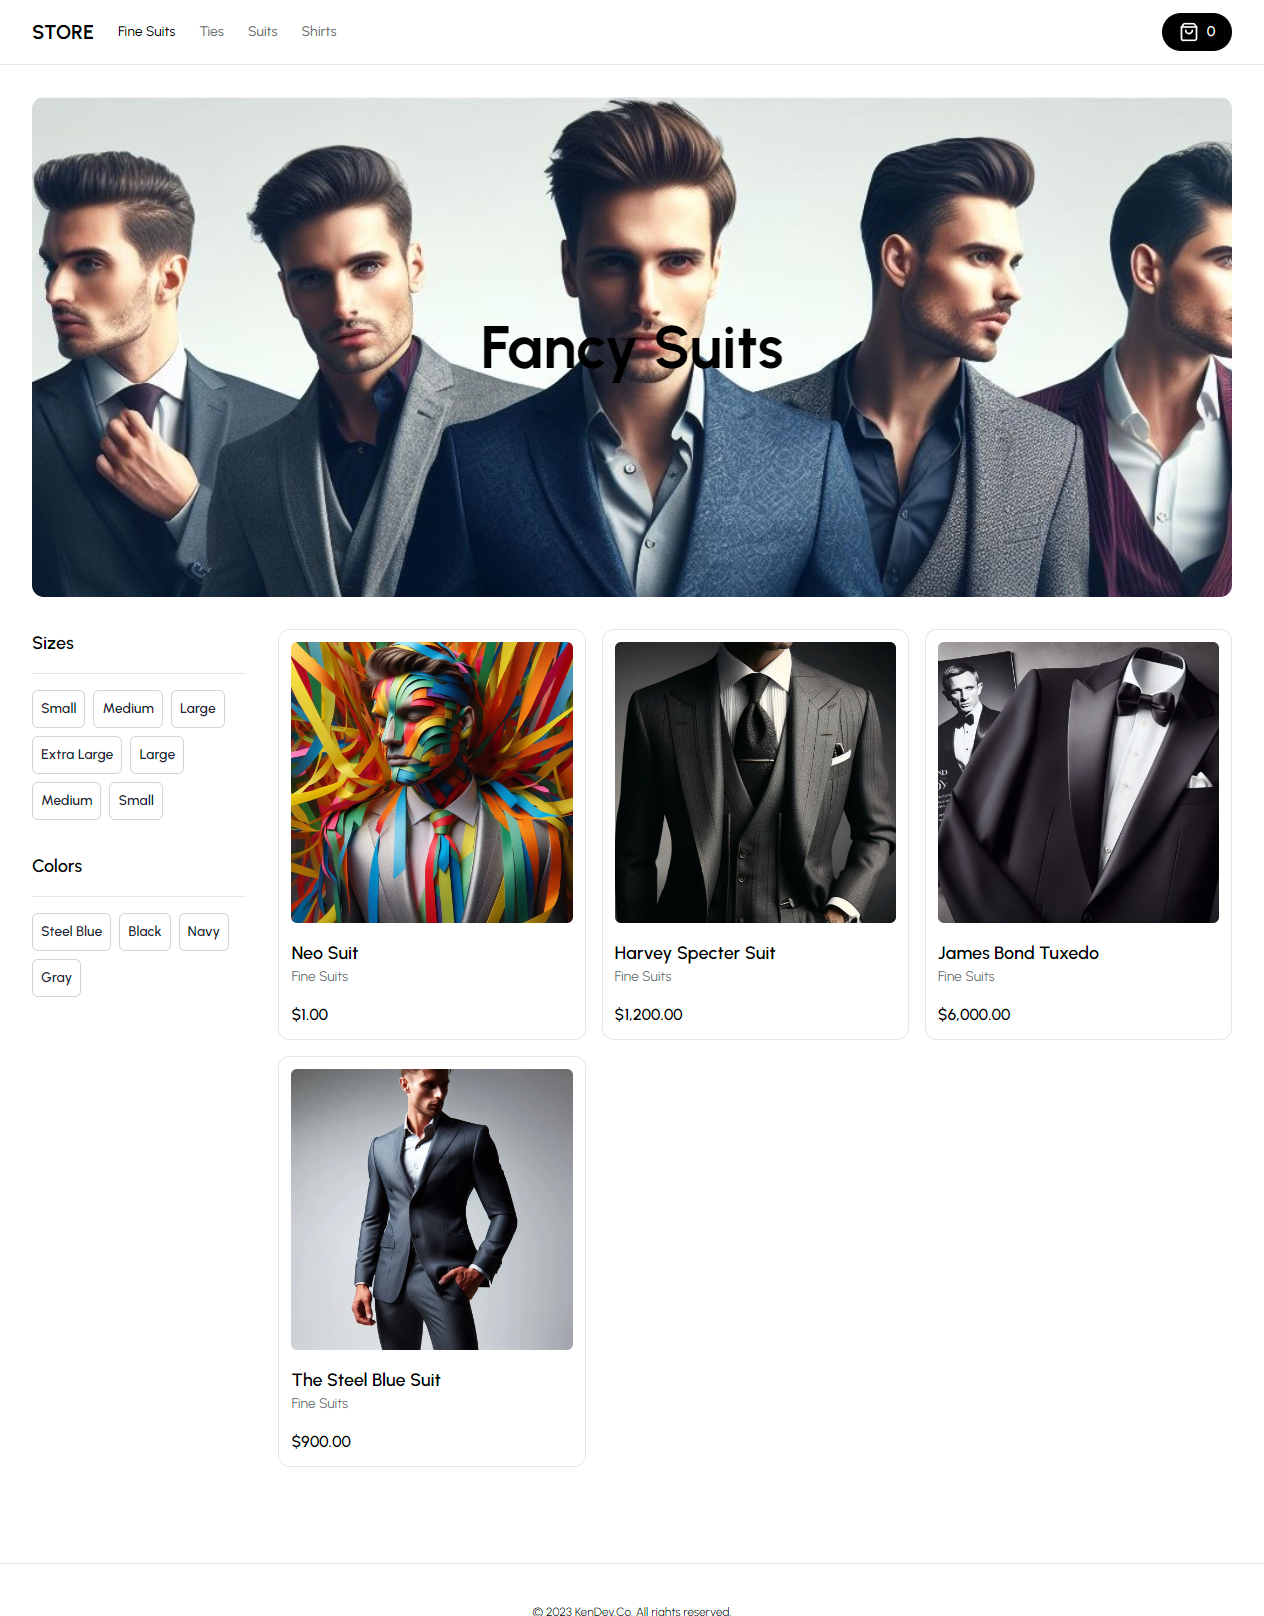 STORE Fine Suits Ties Suits Shirts 0
Fancy Suits
Sizes
Small Medium Large
Extra Large Large
Medium Small
Colors
Steel Blue Black Navy
Gray
Neo Suit
Fine Suits
$1.00
Harvey Specter Suit
Fine Suits
$1,200.00
James Bond Tuxedo
Fine Suits
$6,000.00
The Steel Blue Suit
Fine Suits
$900.00
© 2023 KenDev.Co. All rights reserved.